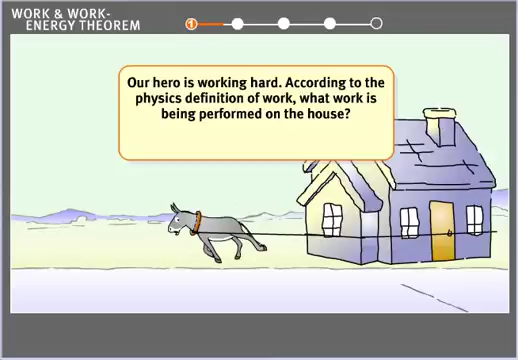 WORK & WORK-
ENERGY THEOREM
1
Our hero is working hard. According to the
physics definition of work, what work is
being performed on the house?